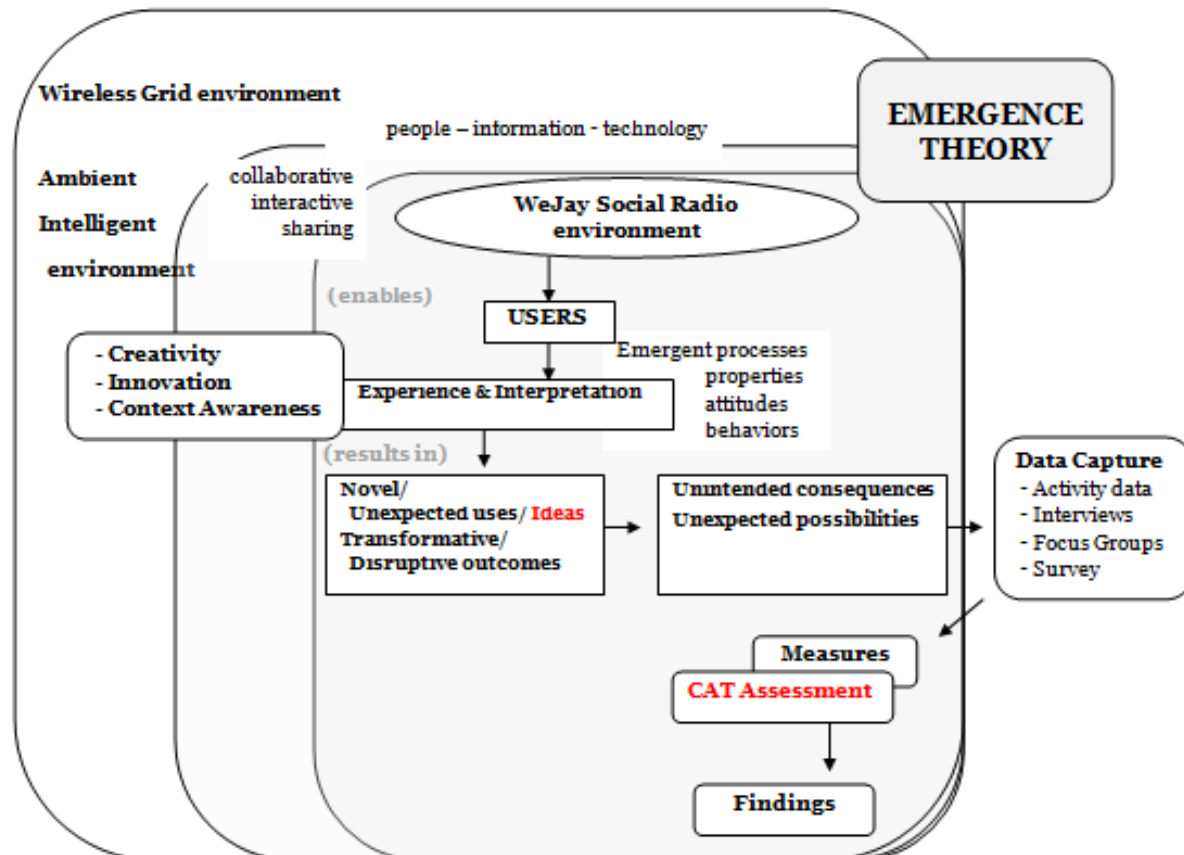 Wireless Grid environment
EMERGENCE
THEORY
people – information - technology
Ambient
Intelligent
environment
collaborative
interactive
sharing
WeJay Social Radio
environment
(enables)
USERS
- Creativity
- Innovation
- Context Awareness
Emergent processes
properties
attitudes
behaviors
Experience & Interpretation
(results in)
Novel/
Unexpected uses/ Ideas
Transformative/
Disruptive outcomes
Unintended consequences
Unexpected possibilities
Data Capture
- Activity data
- Interviews
- Focus Groups
- Survey
Measures
CAT Assessment
Findings